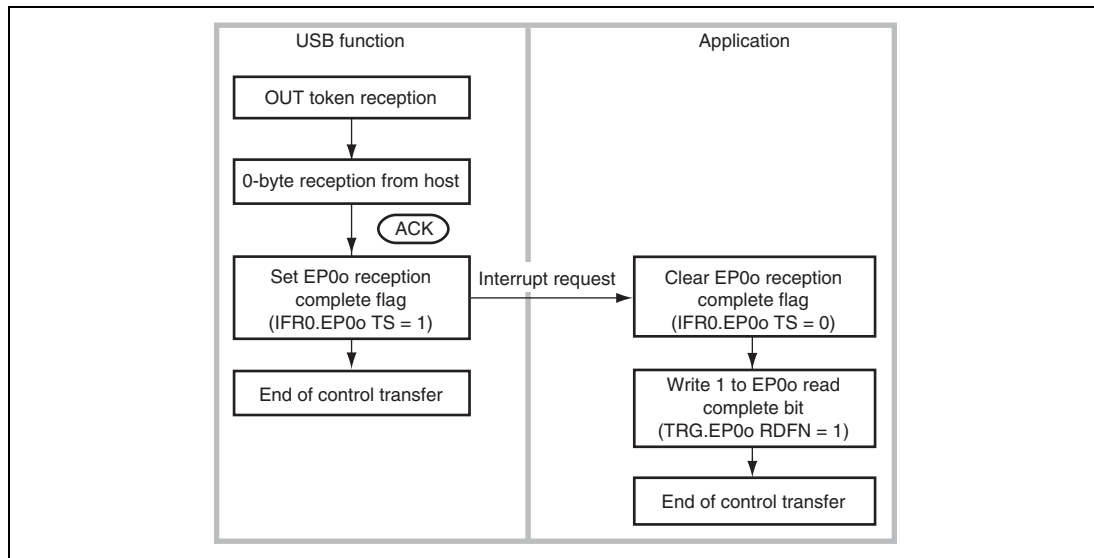 USB function
OUT token reception
0-byte reception from host
ACK
Set EP0o reception
complete flag
(IFR0.EP0o TS = 1)
End of control transfer
Interrupt request
Application
Clear EP0o reception
complete flag
(IFR0.EP0o TS = 0)
Write 1 to EP0o read
complete bit
(TRG.EP0o RDFN = 1)
End of control transfer